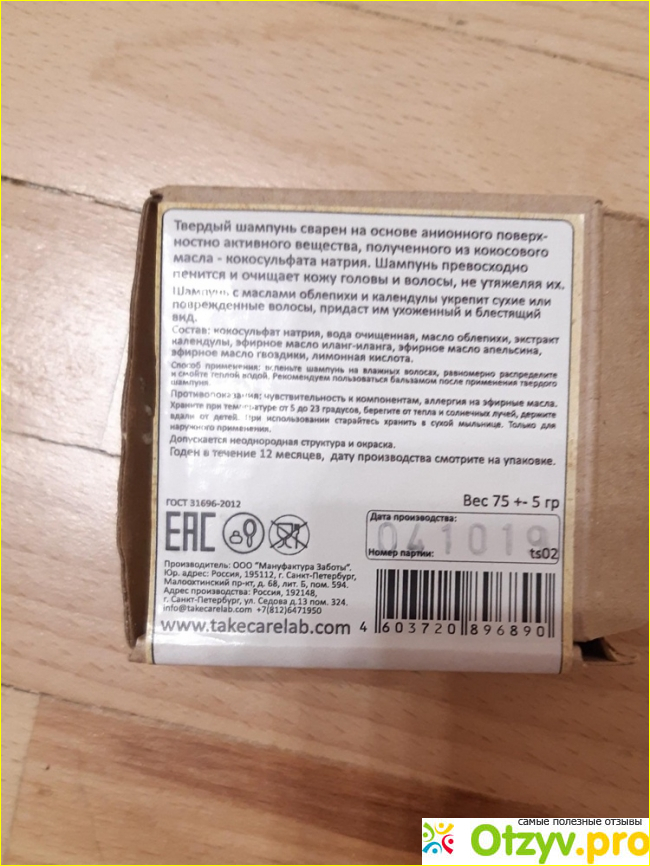 Твердый шампунь сварен на основе анионного поверх-
ностно активного вещества, полученного из кокосового
масла - кокосульфата натрия. Шампунь превосходно
пенится и очищает кожу головы и волосы, не утяжеляя их.
Шампунь с маслами облепихи и календулы укрепит сухие или
поврежденные волосы, придаст им ухоженный и блестящий
вид.
Состав: кокосульфат натрия, вода очищенная, масло облепихи, экстракт
календулы, эфирное масло иланг-иланга, эфирное масло апельсина,
эфирное масло гвоздики, лимонная кислота.
Способ применения: вспеньте шампунь на влажных волосах, равномерно распределите
и смойте теплой водой. Рекомендуем пользоваться бальзамом после применения твердого
шампуня.
Противопоказания: чувствительность к компонентам, аллергия на эфирные масла.
Храните при температуре от 5 до 23 градусов, берегите от тепла и солнечных лучей, держите
вдали от детей. При использовании старайтесь хранить в сухой мыльнице. Только для
наружного применения.
Допускается неоднородная структура и окраска.
Годен в течение 12 месяцев, дату производства смотрите на упаковке.
Вес 75 +- 5 гр
ГОСТ 31696-2012
EAC
Дата производства:
041019
Номер партии: ts02
Производитель: ООО "Мануфактура Заботы".
Юр. адрес: Россия, 195112, г. Санкт-Петербург,
Малоохтинский пр-кт, д. 68, лит. Б, пом. 594.
Адрес производства: Россия, 192148,
г. Санкт-Петербург, ул. Седова д.13 пом. 324.
info@takecarelab.com +7(812)6471950
www.takecarelab.com
4 603720 896890
самые полезные отзывы
Otzyv.pro